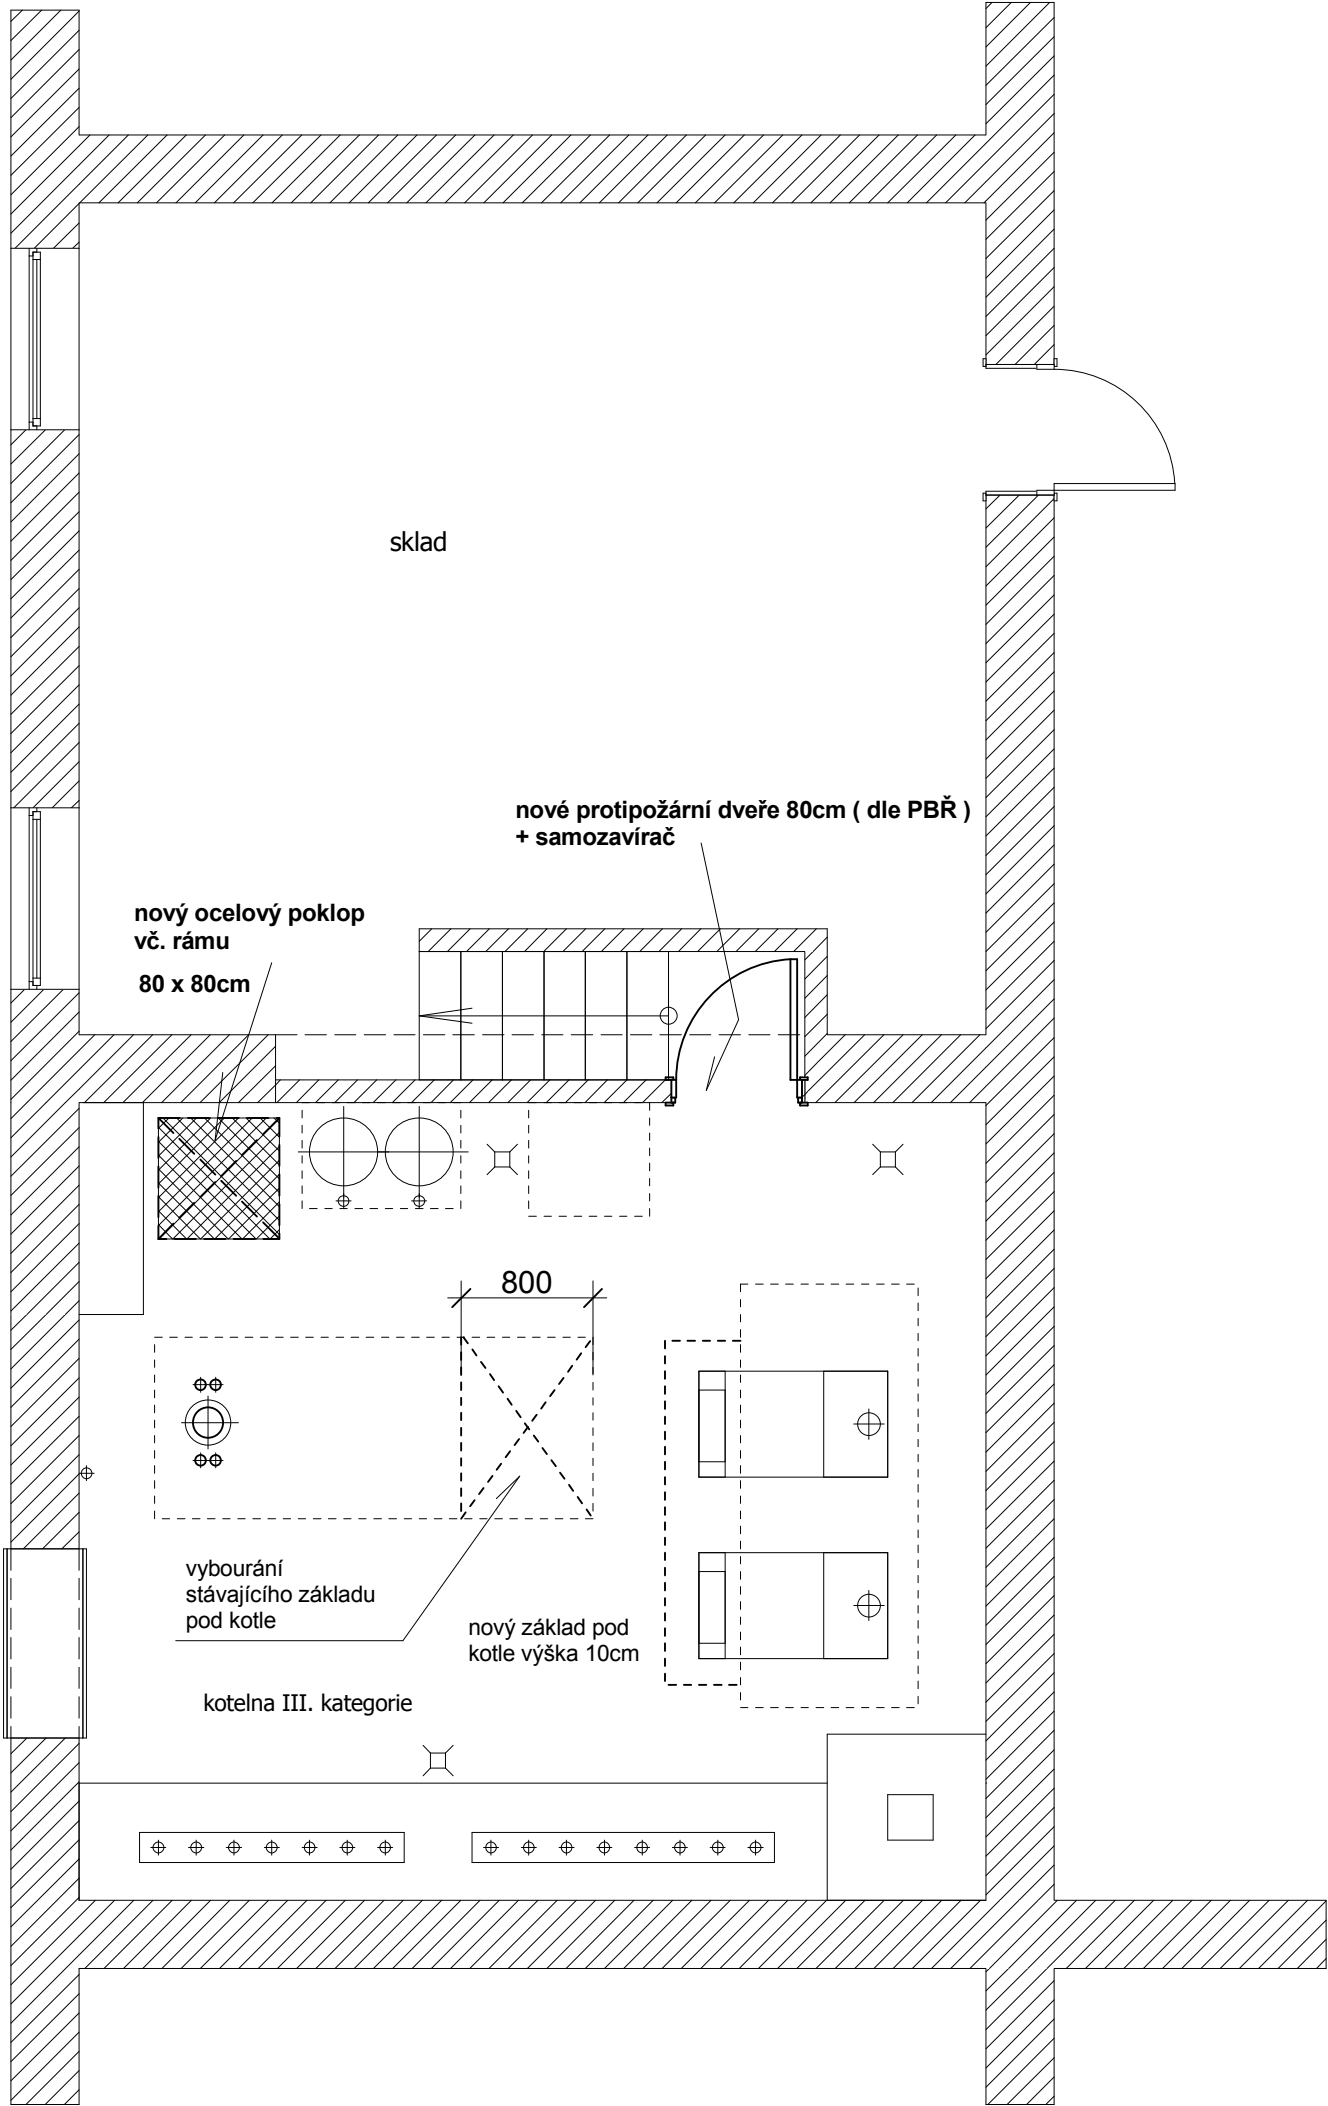 sklad
nové protipožární dveře 80cm ( dle PBŘ )
+ samozavírač
nový ocelový poklop
vč. rámu
80 x 80cm
800
vybourání
stávajícího základu
pod kotle
nový základ pod
kotle výška 10cm
kotelna III. kategorie